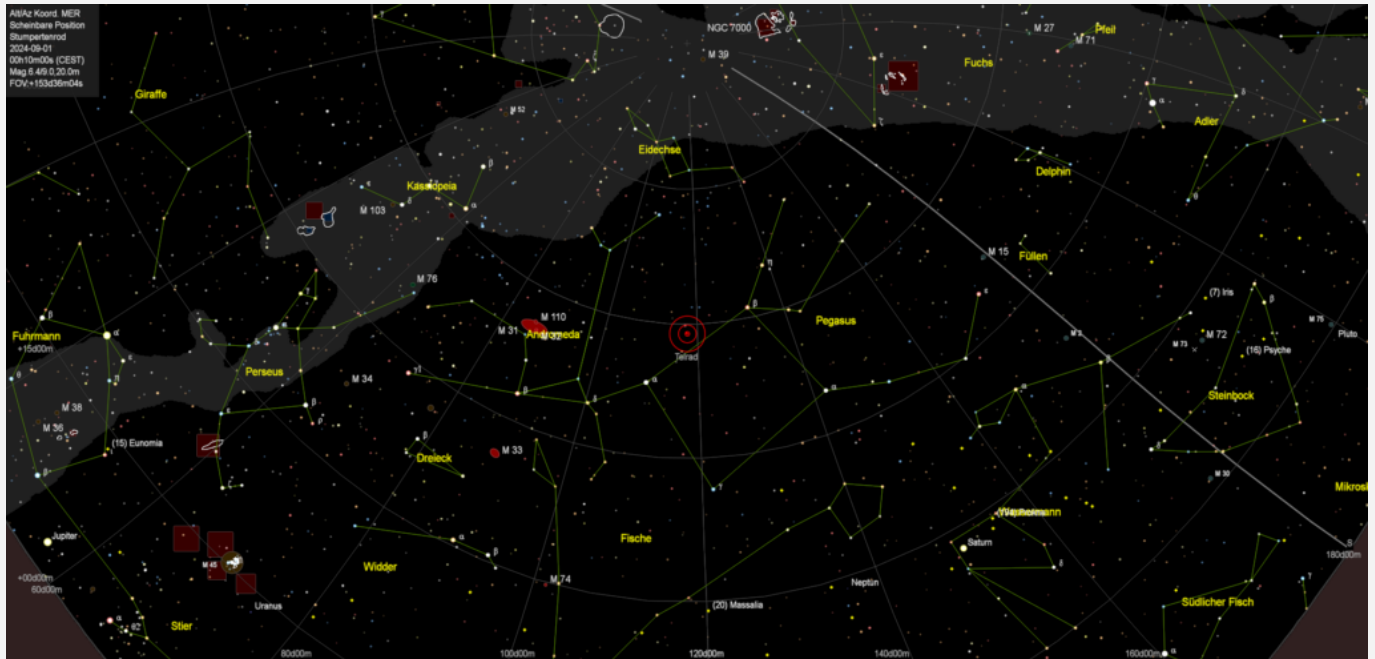 Alt/Az Koord. MER
Scheinbare Position
Stumpertenrod
2024-09-01
00h10m00s (CEST)
Mag:6.4/9.0,20.0m
FOV:+153d36m04s
NGC 7000
M 39
M 27
Pfeil
M 71
Fuchs
ε
ζ
Giraffe
M 52
γ
α
Adler
Eidechse
β
Kassiopeia
ε
δ
α
M 103
Delphin
θ
M 15
Füllen
M 76
η
ε
(7) Iris
β
M 110
M 31
Andromeda
β
Pegasus
M 75
Pluto
M 2
M 72
M 73
(16) Psyche
Fuhrmann
+15d00m
β
α
γ
Telrad
Perseus
M 34
γ
β
α
α
β
α
Steinbock
θ
ε
η
ε
β
ρ
δ
M 38
M 36
(15) Eunomia
β
Dreieck
M 33
δ
M 30
β
ζ
γ
Mikrosk
Wassermann
Jupiter
Fische
Saturn
S
180d00m
α
β
δ
M 45
Widder
M 74
Neptun
+00d00m
60d00m
Uranus
(20) Massalia
Südlicher Fisch
γ
α
θ2
Stier
80d00m
100d00m
120d00m
140d00m
160d00m
α